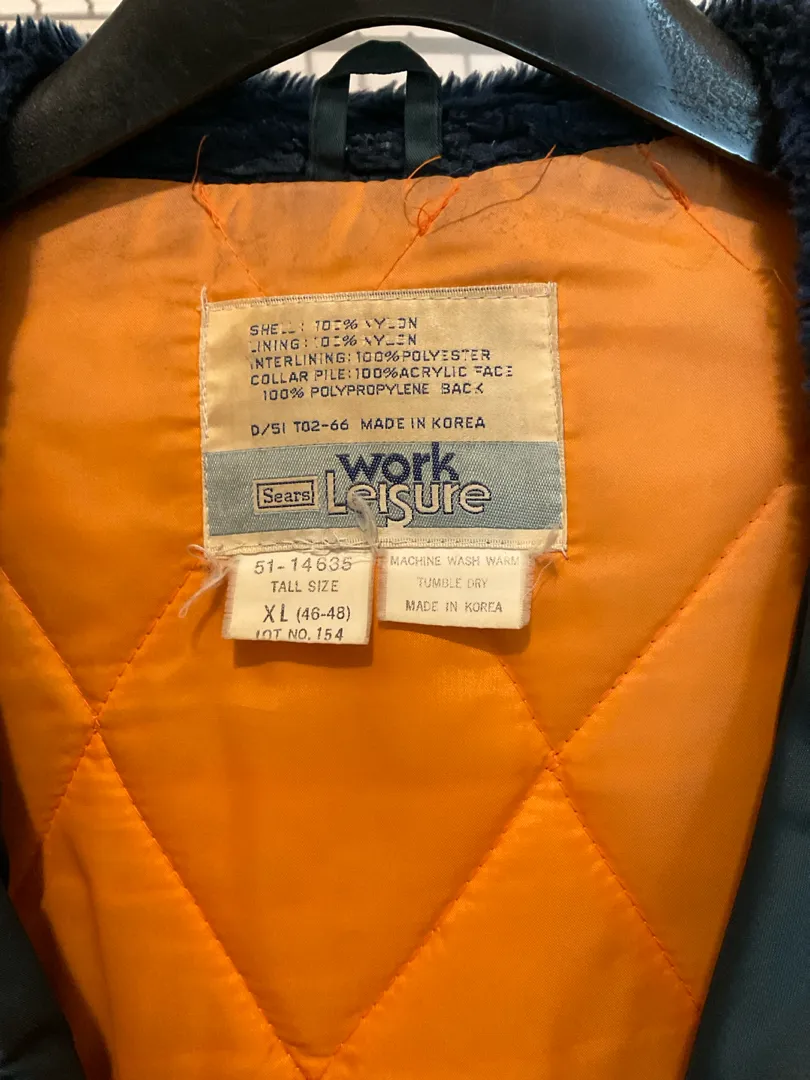 SHELL: 100% NYLON
LINING: 100% NYLON
INTERLINING: 100% POLYESTER
COLLAR PILE: 100% ACRYLIC FACE
100% POLYPROPYLENE BACK
D/51 T02-66 MADE IN KOREA
Sears work Leisure
51-14635
TALL SIZE
XL (46-48)
LOT NO. 154
MACHINE WASH WARM
TUMBLE DRY
MADE IN KOREA